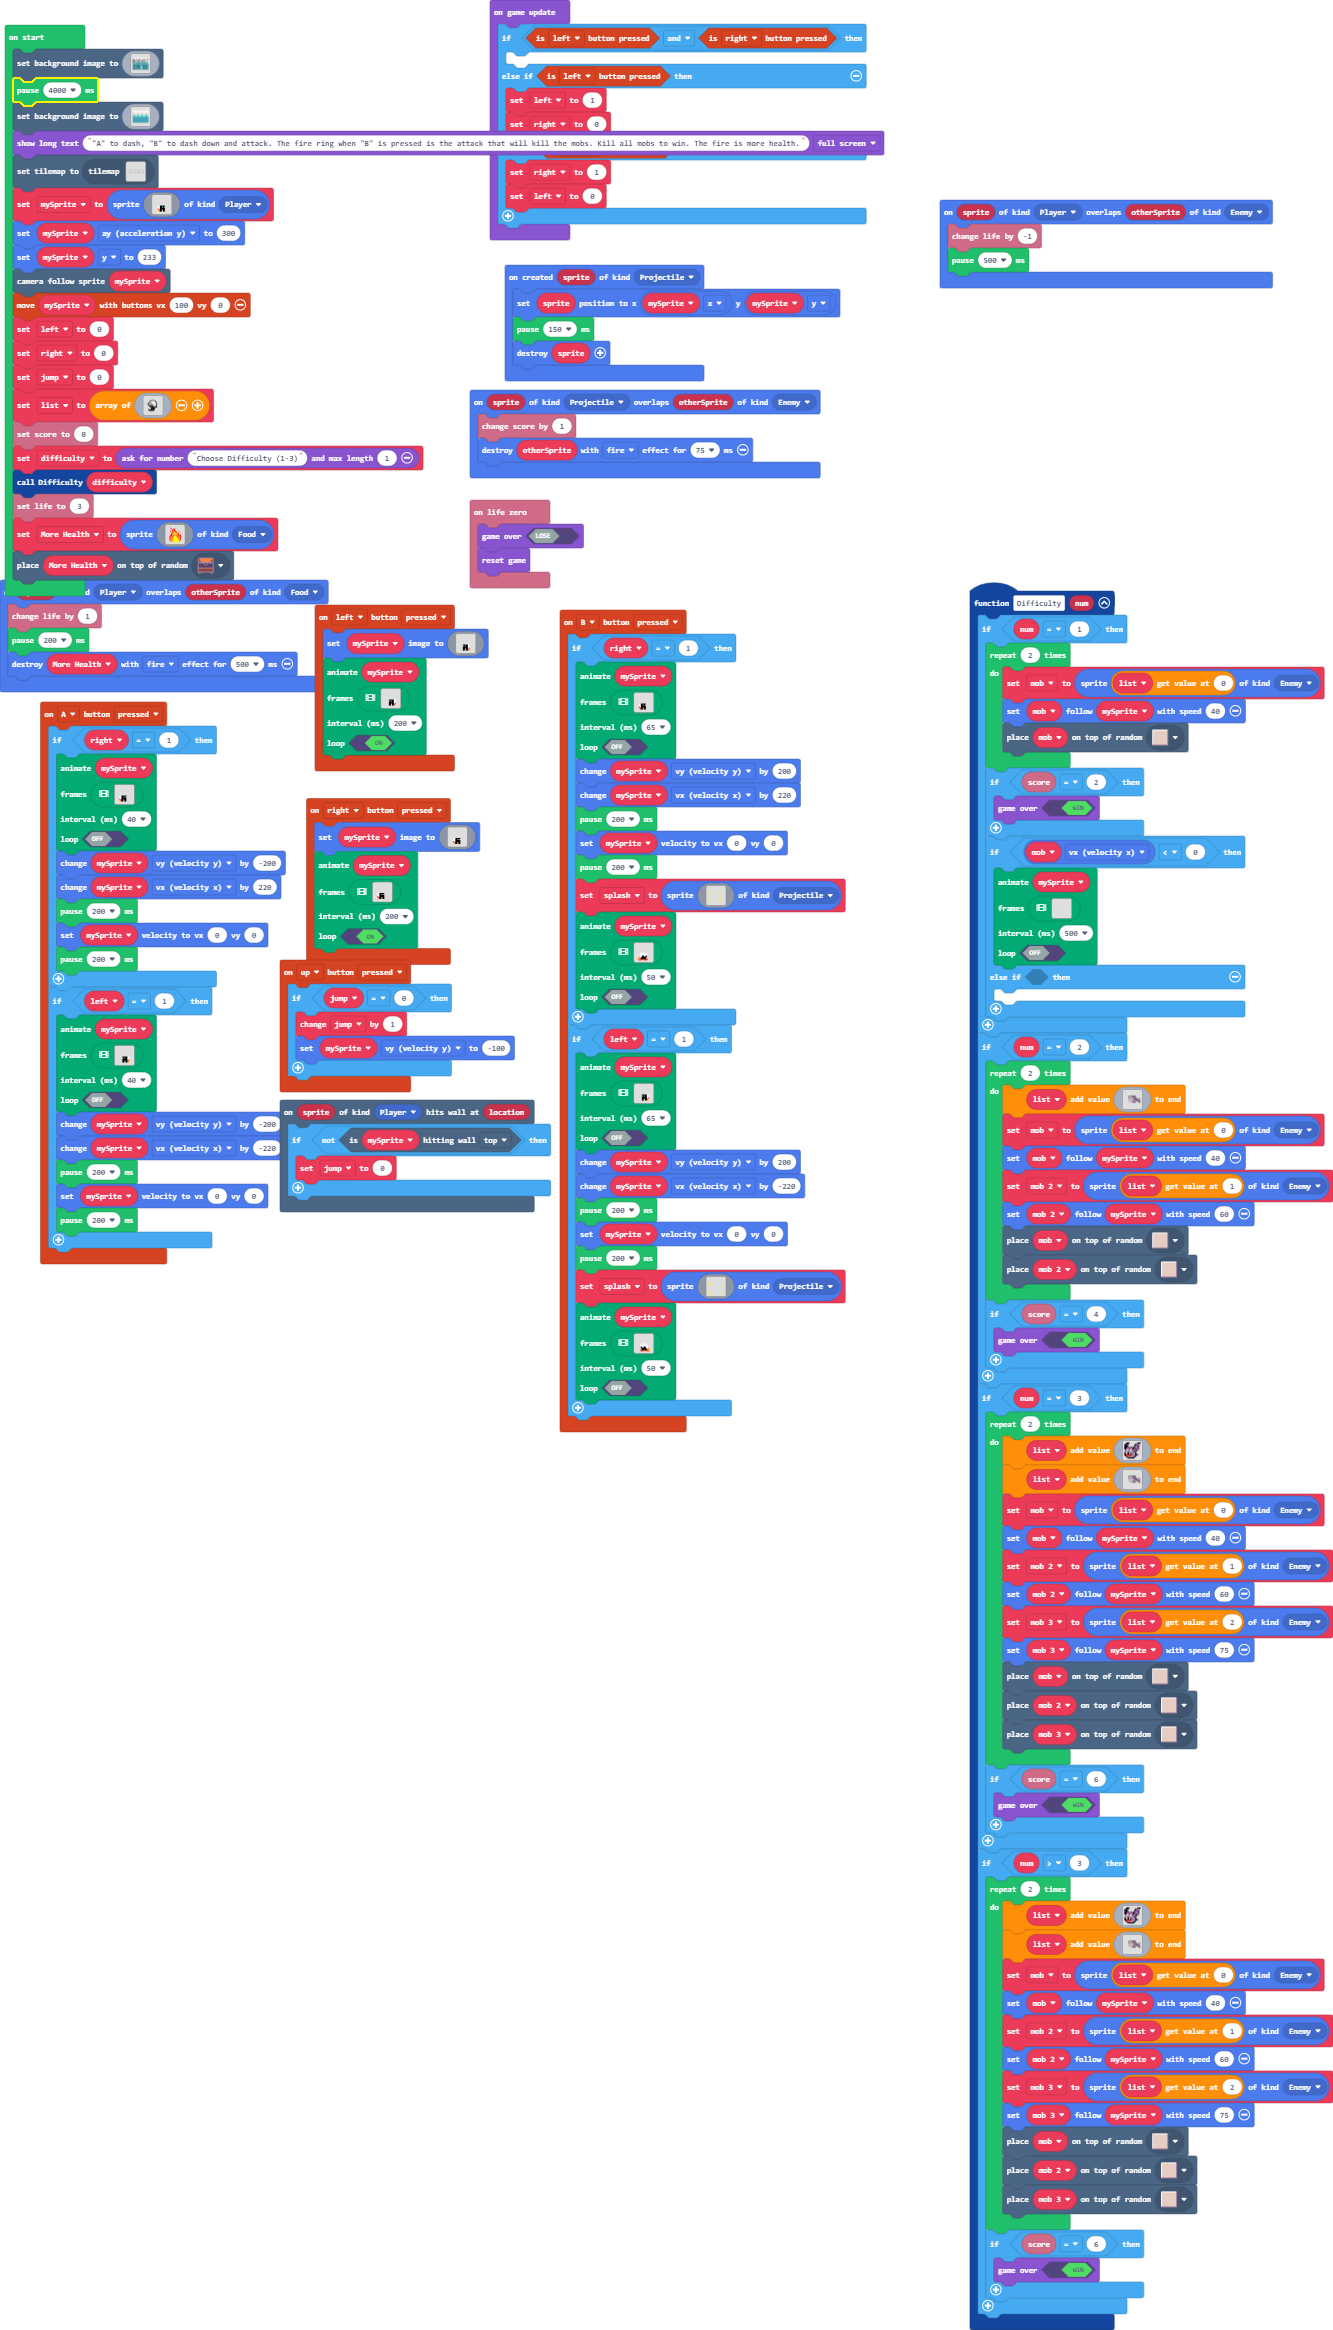 on start
set background image to
pause 4000 ms
set background image to
show long text ""A" to dash, "B" to dash down and attack. The fire ring when "B" is pressed is the attack that will kill the mobs. Kill all mobs to win. The fire is more health." full screen
set tilemap to tilemap
set mySprite to sprite of kind Player
set mySprite ay (acceleration y) to 300
set mySprite y to 233
camera follow sprite mySprite
move mySprite with buttons vx 100 vy 0
set left to 0
set right to 0
set jump to 0
set list to array of
set score to 0
set difficulty to ask for number "Choose Difficulty (1-3)" and max length 1
call Difficulty difficulty
set life to 3
set More Health to sprite of kind Food
place More Health on top of random
Player overlaps otherSprite of kind Food
change life by 1
pause 200 ms
destroy More Health with fire effect for 500 ms
on A button pressed
if right = 1 then
animate mySprite
frames
interval (ms) 40
loop OFF
change mySprite vy (velocity y) by -200
change mySprite vx (velocity x) by 220
pause 200 ms
set mySprite velocity to vx 0 vy 0
pause 200 ms
if left = 1 then
animate mySprite
frames
interval (ms) 40
loop OFF
change mySprite vy (velocity y) by -200
change mySprite vx (velocity x) by -220
pause 200 ms
set mySprite velocity to vx 0 vy 0
pause 200 ms
on left button pressed
set mySprite image to
animate mySprite
frames
interval (ms) 200
loop ON
on right button pressed
set mySprite image to
animate mySprite
frames
interval (ms) 200
loop ON
on up button pressed
if jump = 0 then
change jump by 1
set mySprite vy (velocity y) to -100
on sprite of kind Player hits wall at location
if not is mySprite hitting wall top then
set jump to 0
on game update
if is left button pressed and is right button pressed then
else if is left button pressed then
set left to 1
set right to 0
set right to 1
set left to 0
on created sprite of kind Projectile
set sprite position to x mySprite x y mySprite y
pause 150 ms
destroy sprite
on sprite of kind Projectile overlaps otherSprite of kind Enemy
change score by 1
destroy otherSprite with fire effect for 75 ms
on life zero
game over LOSE
reset game
on B button pressed
if right = 1 then
animate mySprite
frames
interval (ms) 65
loop OFF
change mySprite vy (velocity y) by 200
change mySprite vx (velocity x) by 220
pause 200 ms
set mySprite velocity to vx 0 vy 0
pause 200 ms
set splash to sprite of kind Projectile
animate mySprite
frames
interval (ms) 50
loop OFF
if left = 1 then
animate mySprite
frames
interval (ms) 65
loop OFF
change mySprite vy (velocity y) by 200
change mySprite vx (velocity x) by -220
pause 200 ms
set mySprite velocity to vx 0 vy 0
pause 200 ms
set splash to sprite of kind Projectile
animate mySprite
frames
interval (ms) 50
loop OFF
on sprite of kind Player overlaps otherSprite of kind Enemy
change life by -1
pause 500 ms
function Difficulty num
if num = 1 then
repeat 2 times
do
set mob to sprite list get value at 0 of kind Enemy
set mob follow mySprite with speed 40
place mob on top of random
if score = 2 then
game over WIN
if mob vx (velocity x) < 0 then
animate mySprite
frames
interval (ms) 500
loop OFF
else if then
if num = 2 then
repeat 2 times
do
list add value to end
set mob to sprite list get value at 0 of kind Enemy
set mob follow mySprite with speed 40
set mob 2 to sprite list get value at 1 of kind Enemy
set mob 2 follow mySprite with speed 60
place mob on top of random
place mob 2 on top of random
if score = 4 then
game over WIN
if num = 3 then
repeat 2 times
do
list add value to end
list add value to end
set mob to sprite list get value at 0 of kind Enemy
set mob follow mySprite with speed 40
set mob 2 to sprite list get value at 1 of kind Enemy
set mob 2 follow mySprite with speed 60
set mob 3 to sprite list get value at 2 of kind Enemy
set mob 3 follow mySprite with speed 75
place mob on top of random
place mob 2 on top of random
place mob 3 on top of random
if score = 6 then
game over WIN
if num > 3 then
repeat 2 times
do
list add value to end
list add value to end
set mob to sprite list get value at 0 of kind Enemy
set mob follow mySprite with speed 40
set mob 2 to sprite list get value at 1 of kind Enemy
set mob 2 follow mySprite with speed 60
set mob 3 to sprite list get value at 2 of kind Enemy
set mob 3 follow mySprite with speed 75
place mob on top of random
place mob 2 on top of random
place mob 3 on top of random
if score = 6 then
game over WIN